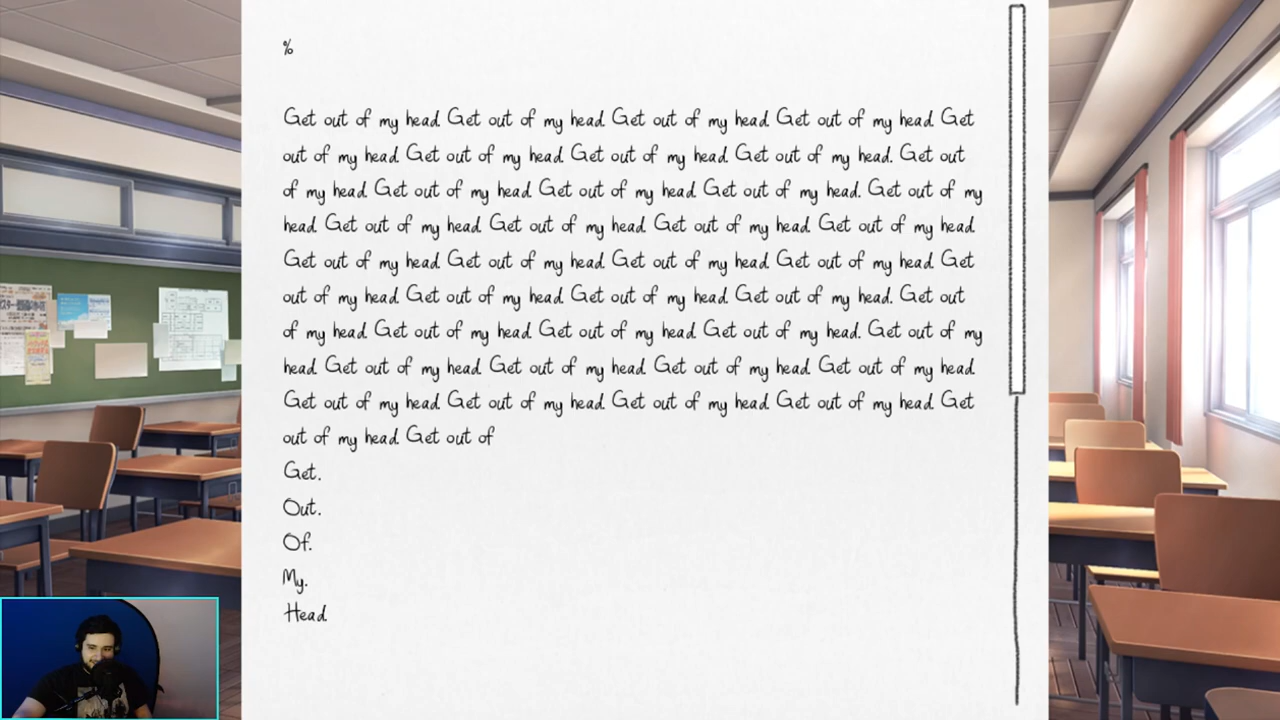 %
Get out of my head. Get out of my head. Get out of my head. Get out of my head. Get
out of my head. Get out of my head. Get out of my head. Get out of my head. Get out
of my head. Get out of my head. Get out of my head. Get out of my head. Get out of my
head. Get out of my head. Get out of my head. Get out of my head. Get out of my head.
Get out of my head. Get out of my head. Get out of my head. Get out of my head. Get
out of my head. Get out of my head. Get out of my head. Get out of my head. Get out
of my head. Get out of my head. Get out of my head. Get out of my head. Get out of my
head. Get out of my head. Get out of my head. Get out of my head. Get out of my head.
Get out of my head. Get out of my head. Get out of my head. Get out of my head. Get
out of my head. Get out of
Get.
Out.
Of.
My.
Head.